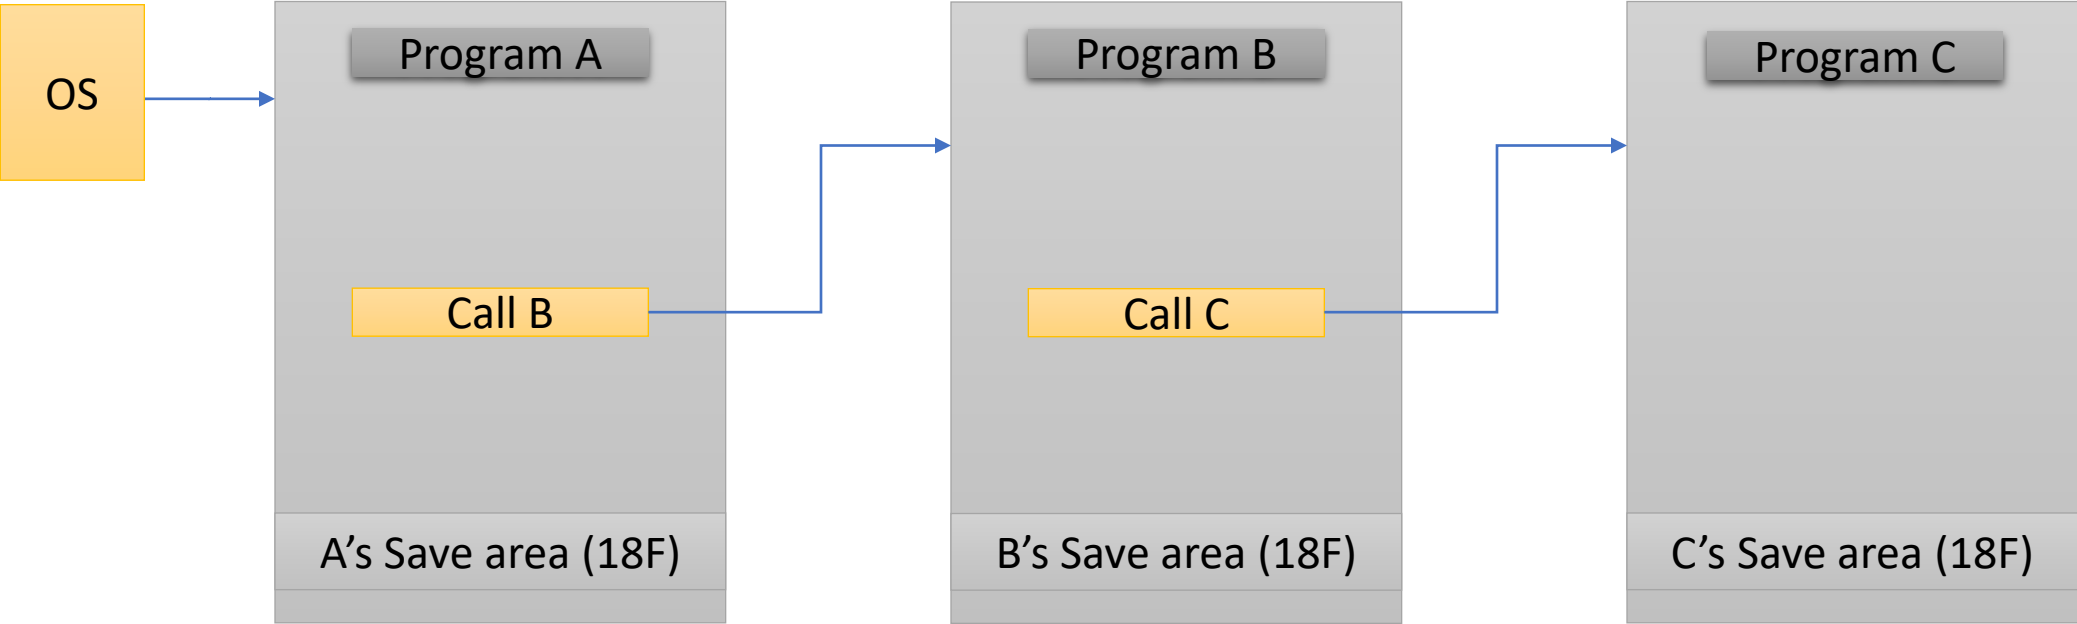 OS
Program A
Call B
A’s Save area (18F)
Program B
Call C
B’s Save area (18F)
Program C
C’s Save area (18F)